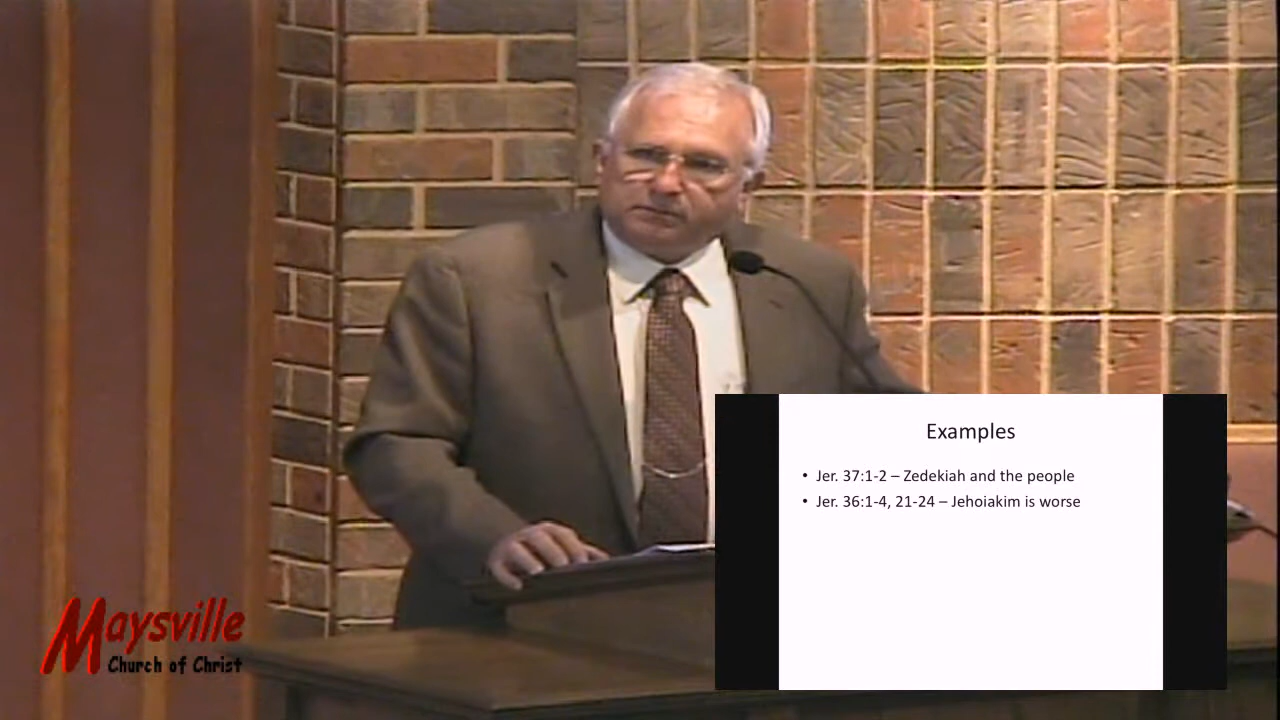 Examples
• Jer. 37:1-2 – Zedekiah and the people
• Jer. 36:1-4, 21-24 – Jehoiakim is worse
Maysville
Church of Christ